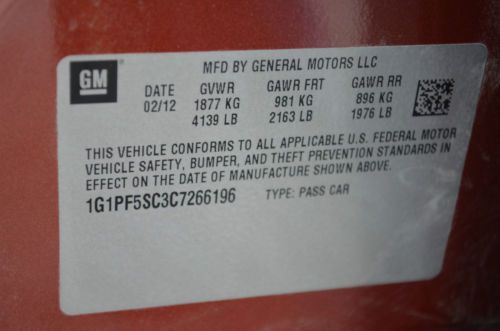 GM
MFD BY GENERAL MOTORS LLC
DATE GVWR GAWR FRT GAWR RR
02/12 1877 KG 981 KG 896 KG
4139 LB 2163 LB 1976 LB
THIS VEHICLE CONFORMS TO ALL APPLICABLE U.S. FEDERAL MOTOR
VEHICLE SAFETY, BUMPER, AND THEFT PREVENTION STANDARDS IN
EFFECT ON THE DATE OF MANUFACTURE SHOWN ABOVE.
1G1PF5SC3C7266196 TYPE: PASS CAR